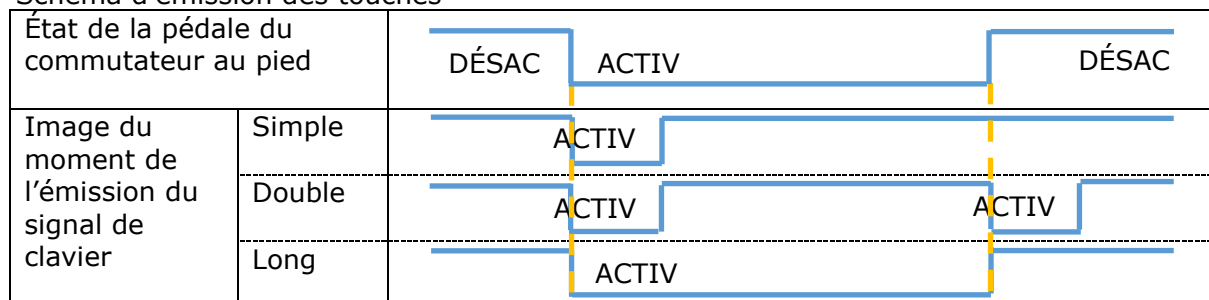 Schéma d'émission des touches
État de la pédale du
commutateur au pied
DÉSAC ACTIV DÉSAC
Image du
moment de
l'émission du
signal de
clavier
Simple
ACTIV
Double
ACTIV ACTIV
Long
ACTIV